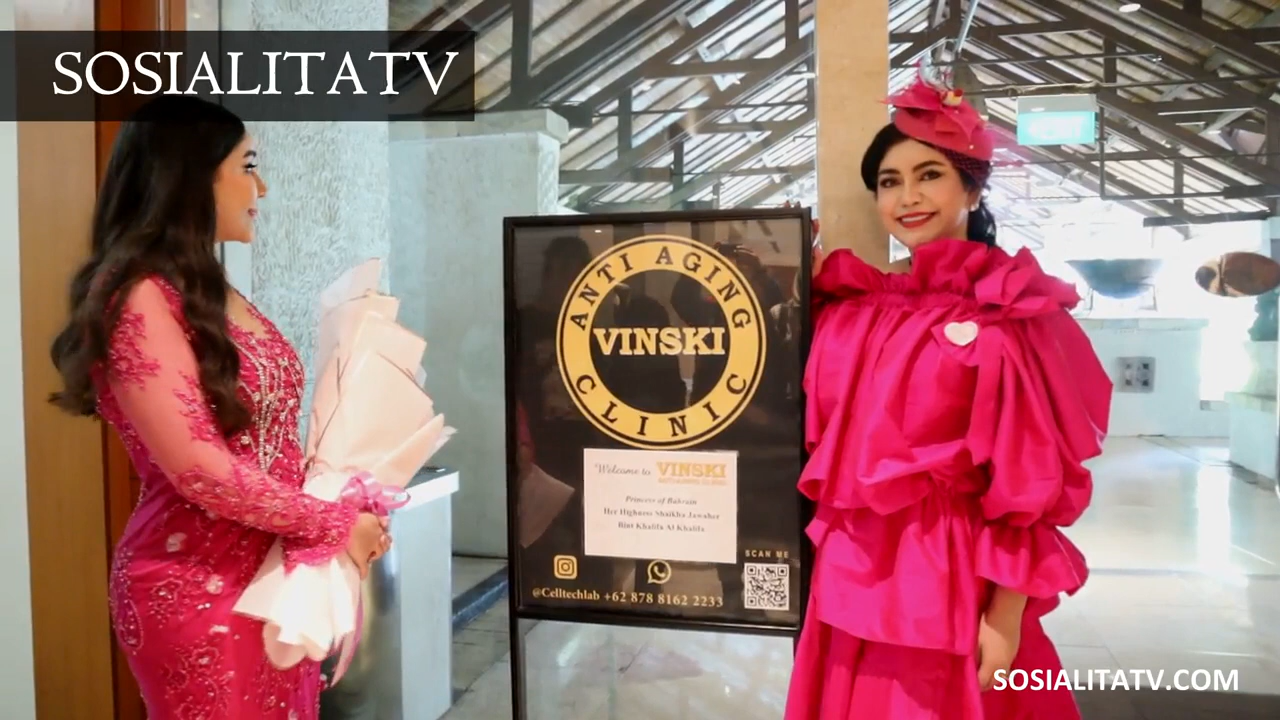 SOSIALITATV
ANTI AGING
VINSKI
CLINIC
Welcome to VINSKI
Princess of Bahrain
Her Highness Shaikha Jawaher
Bint Khalifa Al Khalifa
SCAN ME
@Celltechlab +62 878 8162 2233
SOSIALITATV.COM